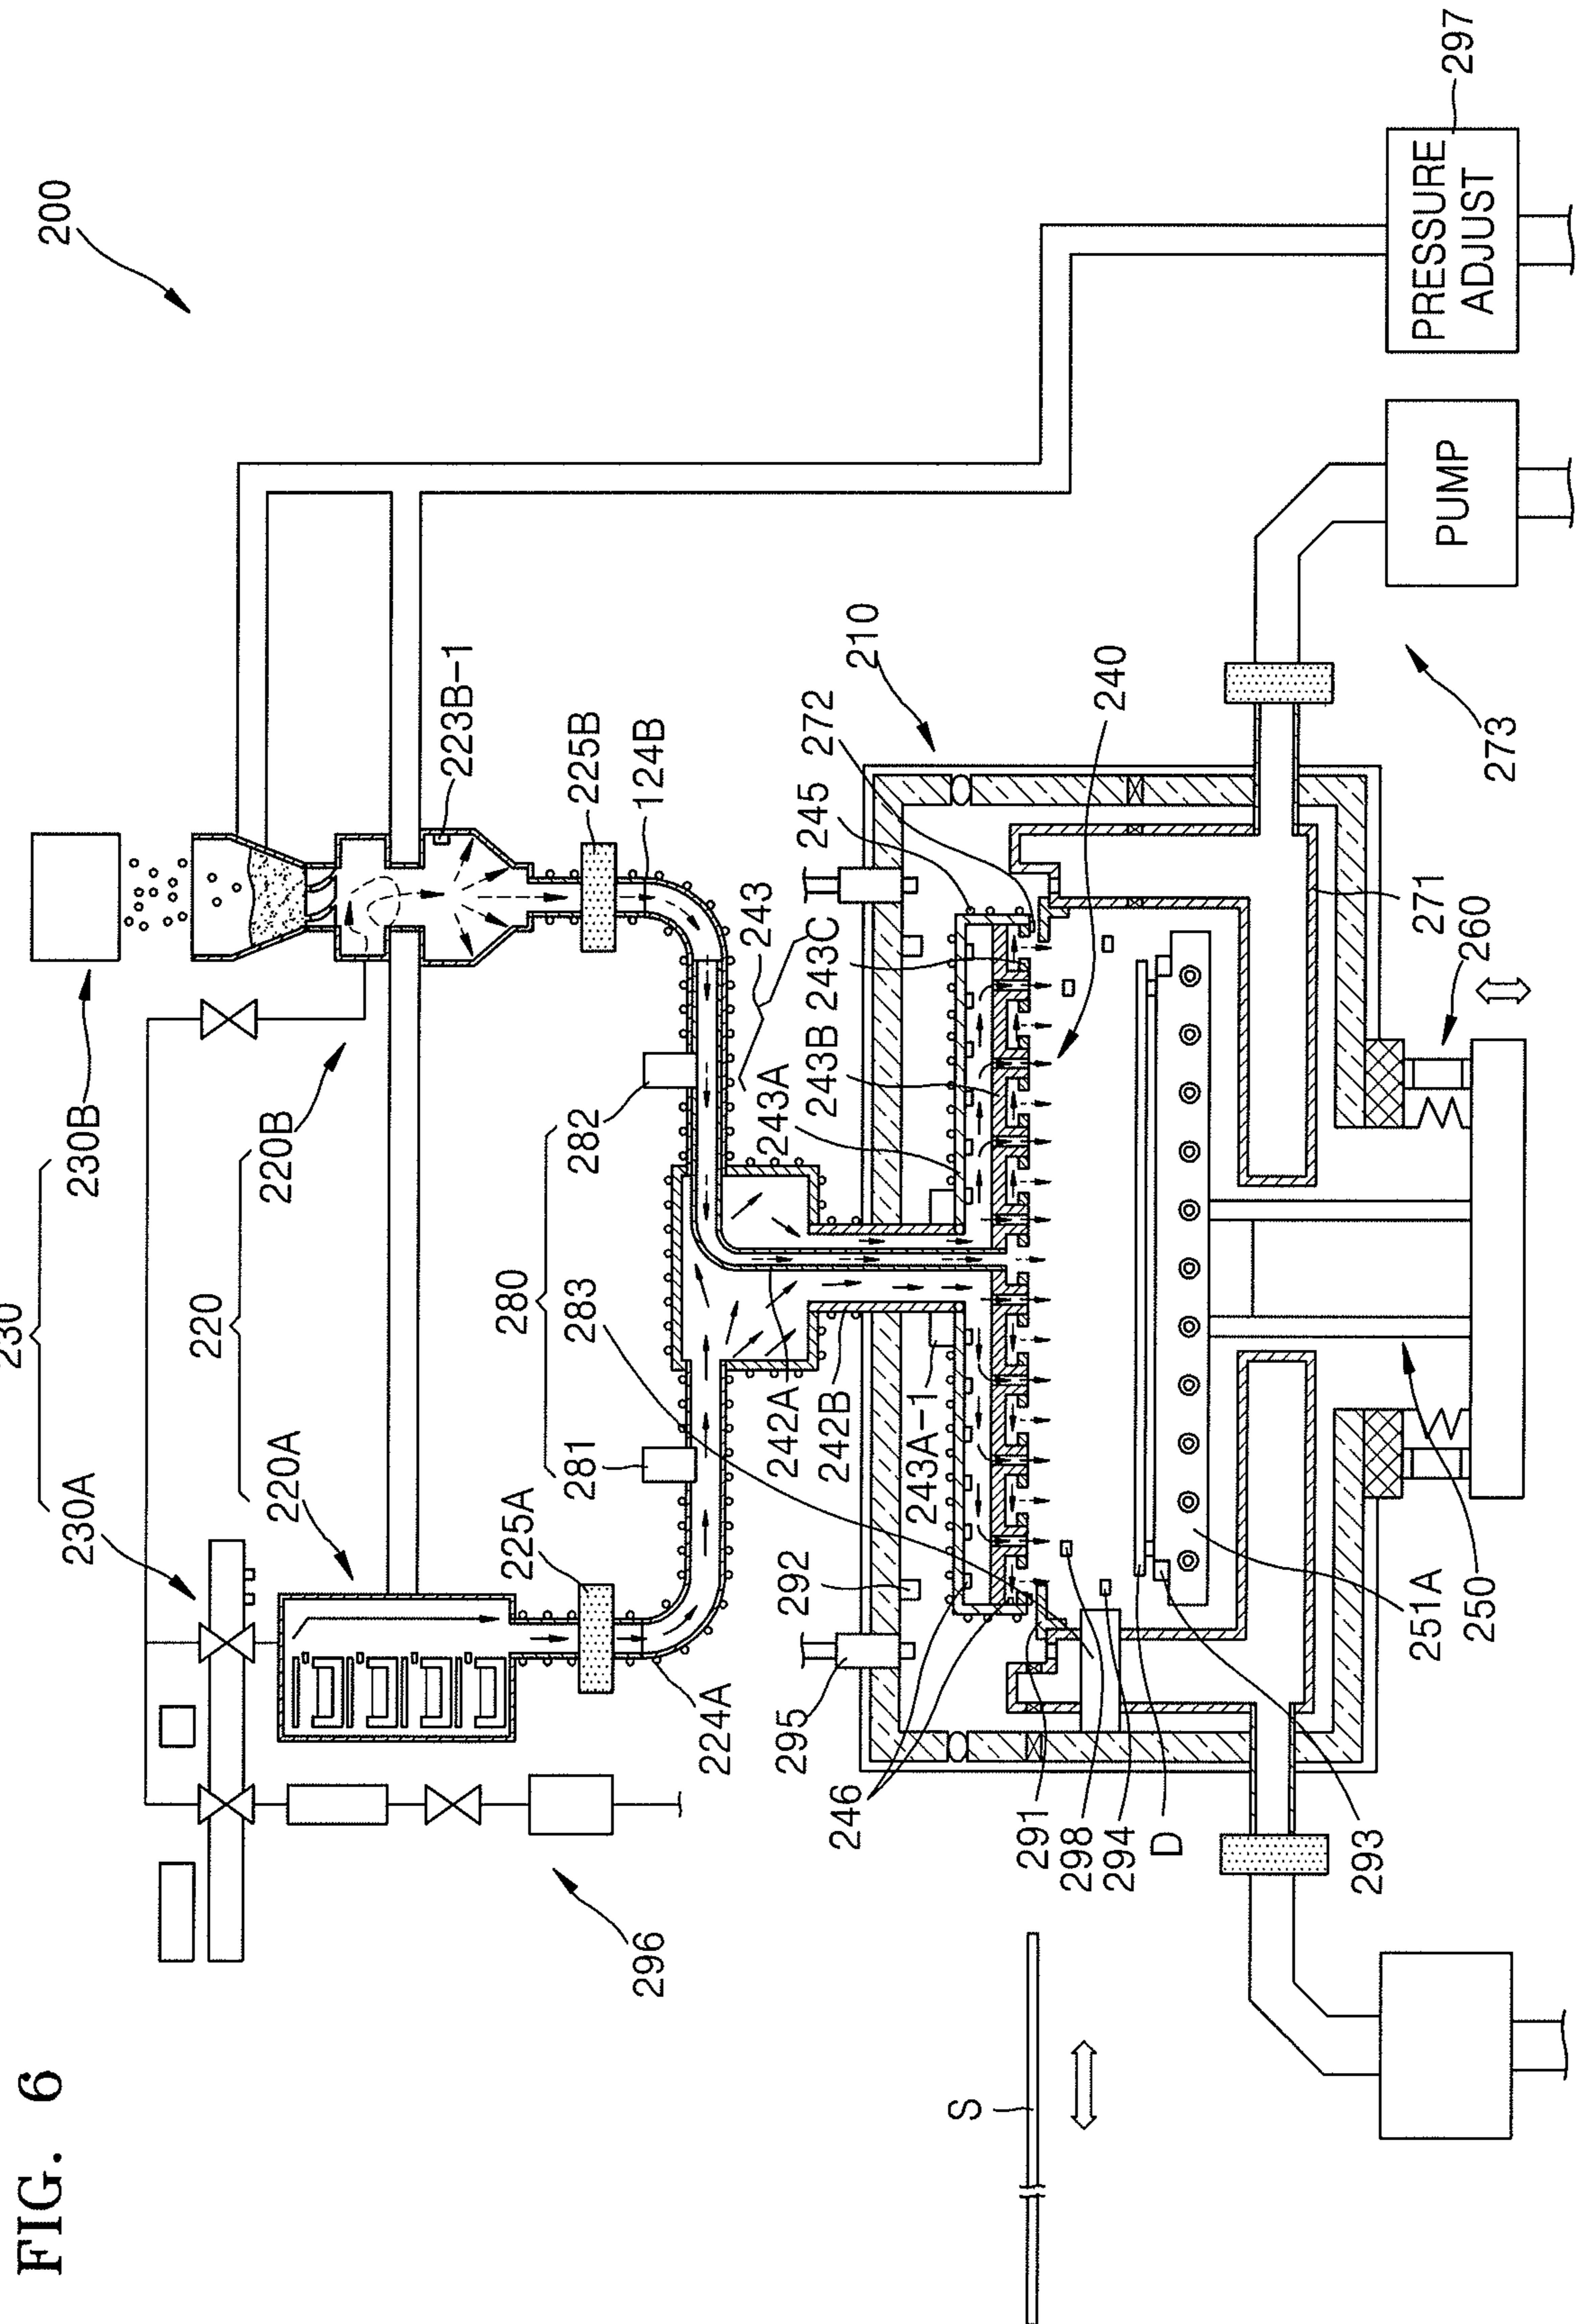 FIG. 6
200
230
230A
230B
220
220A
220B
223B-1
225A
225B
224A
124B
296
280
281
282
283
243
243A
243B
243C
242A
242B
243A-1
245
272
210
240
292
295
246
291
298
294
D
293
251A
250
260
271
273
S
PUMP
PRESSURE
ADJUST
297